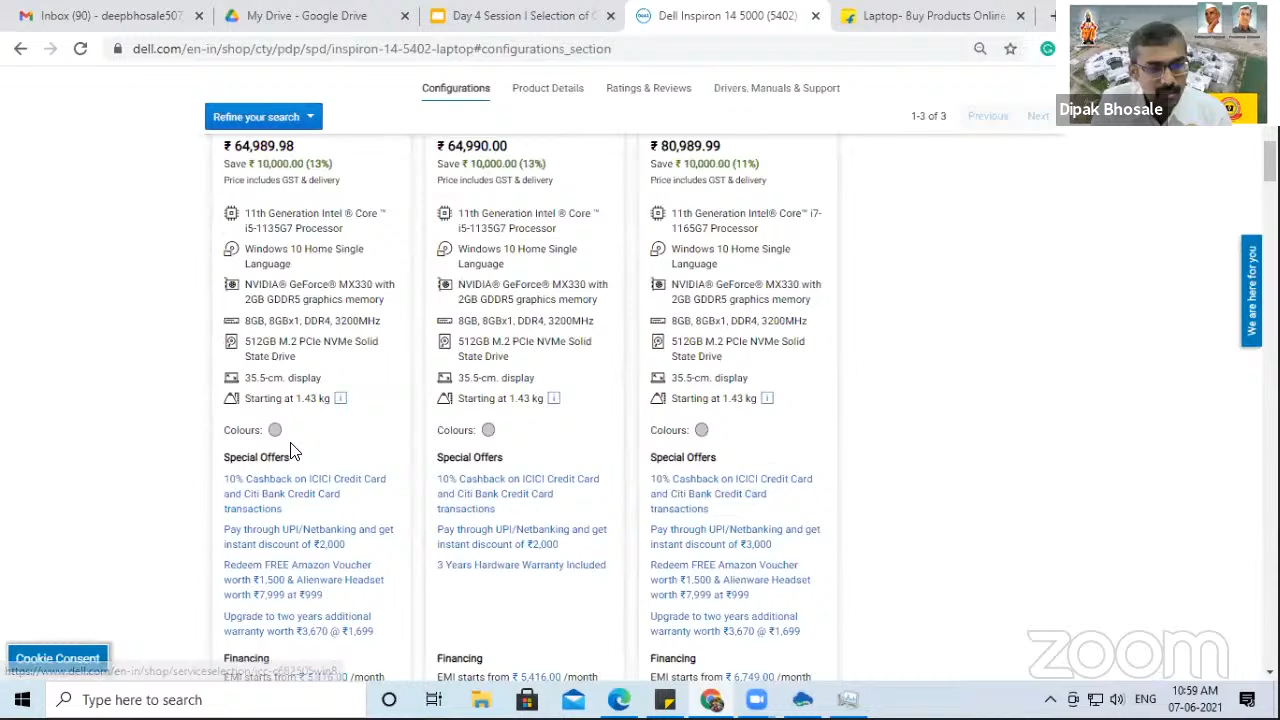 Inbox (90) - deephasale507
My Drive - Google Drive
Day 4 Session I Selection of C
Dell Inspiron 14 5000 (5402)
Laptop- Buy Products Online
dell.com/en-in/shop/cty/pdp/spd/inspiron-14-5402-laptop#configurations_section
Dipak Bhosale
Configurations
Product Details
Ratings & Reviews
Drivers, Manuals & Support
Refine your search
1-3 of 3
Previous
Next
₹ 64,989.98
Save ₹ 10,000.00 (13%)
Price includes GST & delivery
11th Generation Intel ® Core ™
i5-1135G7 Processor
Windows 10 Home Single
Language
NVIDIA® GeForce® MX330 with
2GB GDDR5 graphics memory
8GB, 8GBx1, DDR4, 3200MHz
512GB M.2 PCIe NVMe Solid
State Drive
35.5-cm. display
Starting at 1.43 kg
Colours:
Special Offers
10% Cashback on ICICI Credit Card
and Citi Bank Credit Card
transactions
Pay through UPI/Netbanking and get
instant discount of ₹2,000
Redeem FREE Amazon Voucher
worth ₹1,500 & Alienware Headset
worth ₹7,999 at ₹999
Upgrade to two years additional
warranty worth ₹3,670 @ ₹1,699
Financing
₹ 64,990.00
Save ₹ 10,000.00 (13%)
Price includes GST & delivery
11th Generation Intel ® Core ™
i5-1135G7 Processor
Windows 10 Home Single
Language
NVIDIA® GeForce® MX330 with
2GB GDDR5 graphics memory
8GB, 8GBx1, DDR4, 3200MHz
512GB M.2 PCIe NVMe Solid
State Drive
35.5-cm. display
Starting at 1.43 kg
Colours:
Special Offers
10% Cashback on ICICI Credit Card
and Citi Bank Credit Card
transactions
Pay through UPI/Netbanking and get
instant discount of ₹2,000
3 Years Hardware Warranty Included
Financing
EMI starts from ₹ 5,416.00 /month
₹ 80,989.99
Save ₹ 10,000.00 (11%)
Price includes GST & delivery
11th Generation Intel® Core™ i7-
1165G7 Processor
Windows 10 Home Single
Language
NVIDIA® GeForce® MX330 with
2GB GDDR5 graphics memory
8GB, 8GBx1, DDR4, 3200MHz
512GB M.2 PCIe NVMe Solid
State Drive
35.5-cm. display
Starting at 1.43 kg
Colours:
Special Offers
10% Cashback on ICICI Credit Card
and Citi Bank Credit Card
transactions
Pay through UPI/Netbanking and get
instant discount of ₹3,000
Redeem FREE Amazon Voucher
worth ₹1,500 & Alienware Headset
worth ₹7,999 at ₹999
Upgrade to two years additional
warranty worth ₹3,670 @ ₹1,699
Financing
EMI starts from ₹ 6,749.00 /month
We are here for you
Cookie Consent
zoom
Type here to search
ENG
10:59 AM
07-06-2021